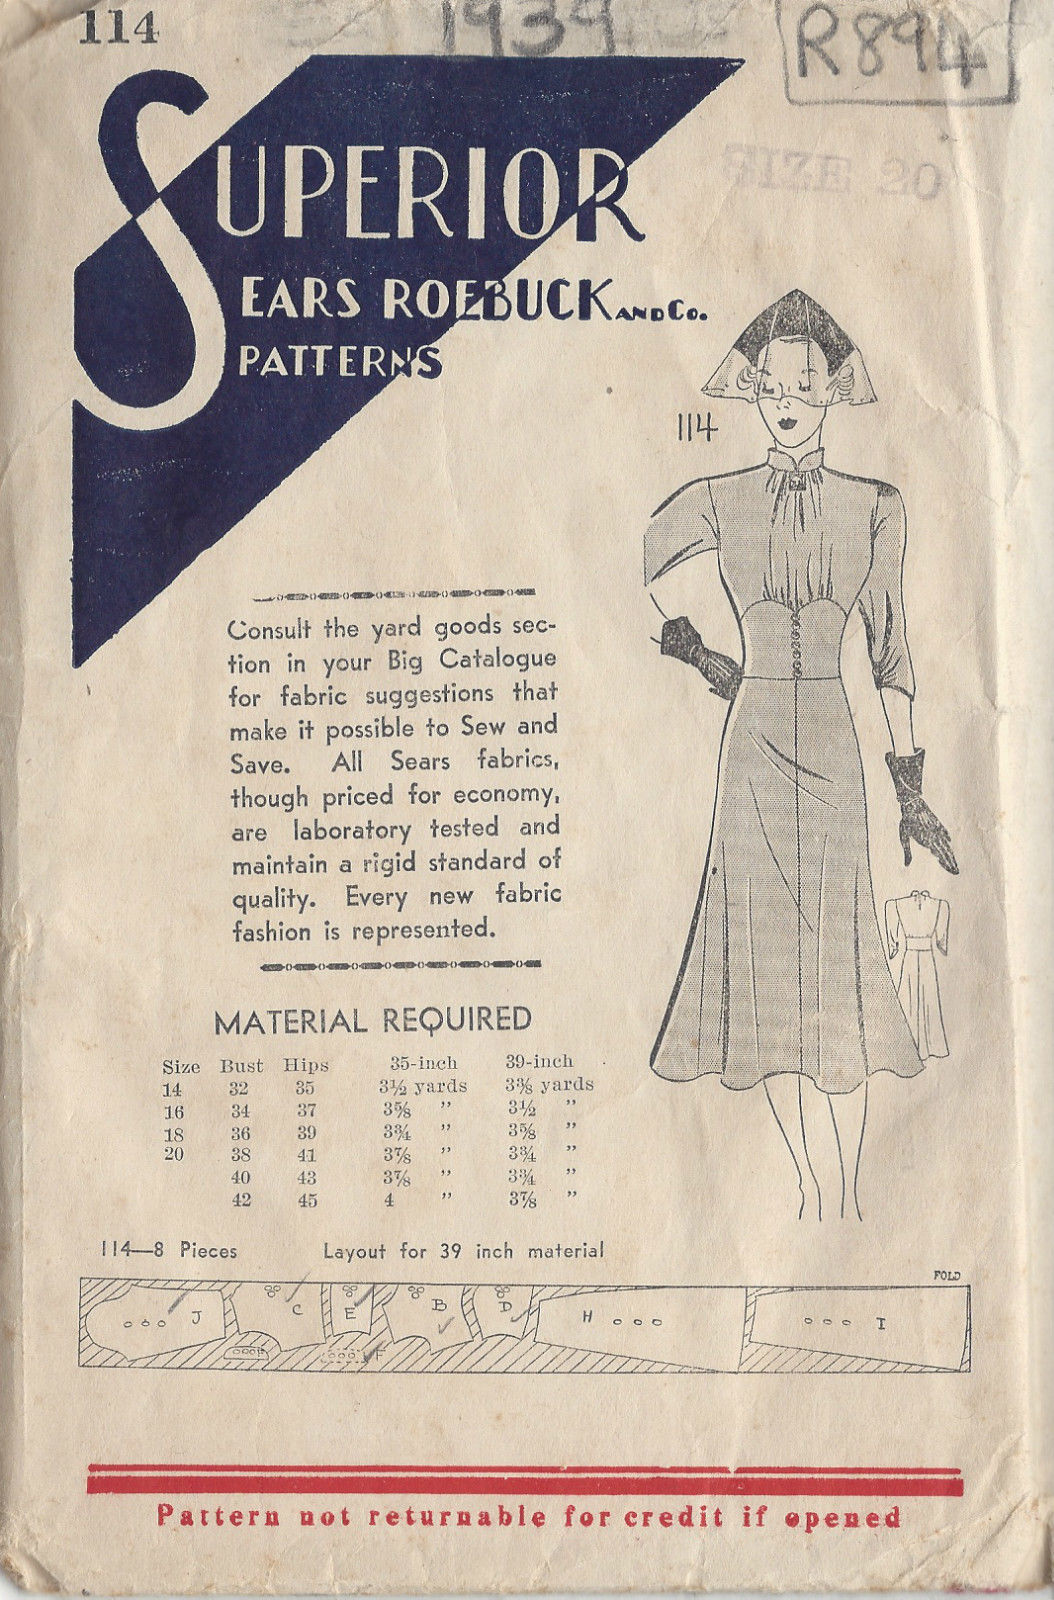 114
1939
R894
SIZE 20
SUPERIOR
SEARS ROEBUCK AND CO.
PATTERNS
114
Consult the yard goods sec-
tion in your Big Catalogue
for fabric suggestions that
make it possible to Sew and
Save. All Sears fabrics,
though priced for economy,
are laboratory tested and
maintain a rigid standard of
quality. Every new fabric
fashion is represented.
MATERIAL REQUIRED
Size Bust Hips 35-inch 39-inch
14 32 35 3½ yards 3⅜ yards
16 34 37 3⅝ " 3½ "
18 36 39 3¾ " 3⅝ "
20 38 41 3⅞ " 3¾ "
40 43 3⅞ " 3¾ "
42 45 4 " 3⅞ "
114—8 Pieces Layout for 39 inch material
FOLD
J C E B D H I
F F
Pattern not returnable for credit if opened